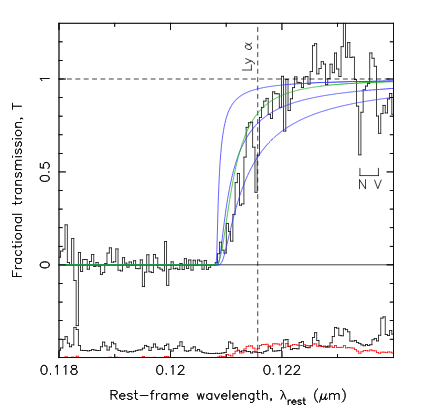 Ly α
1
0.5
0
Fractional transmission, T
N V
0.118
0.12
0.122
Rest-frame wavelength, λrest (μm)